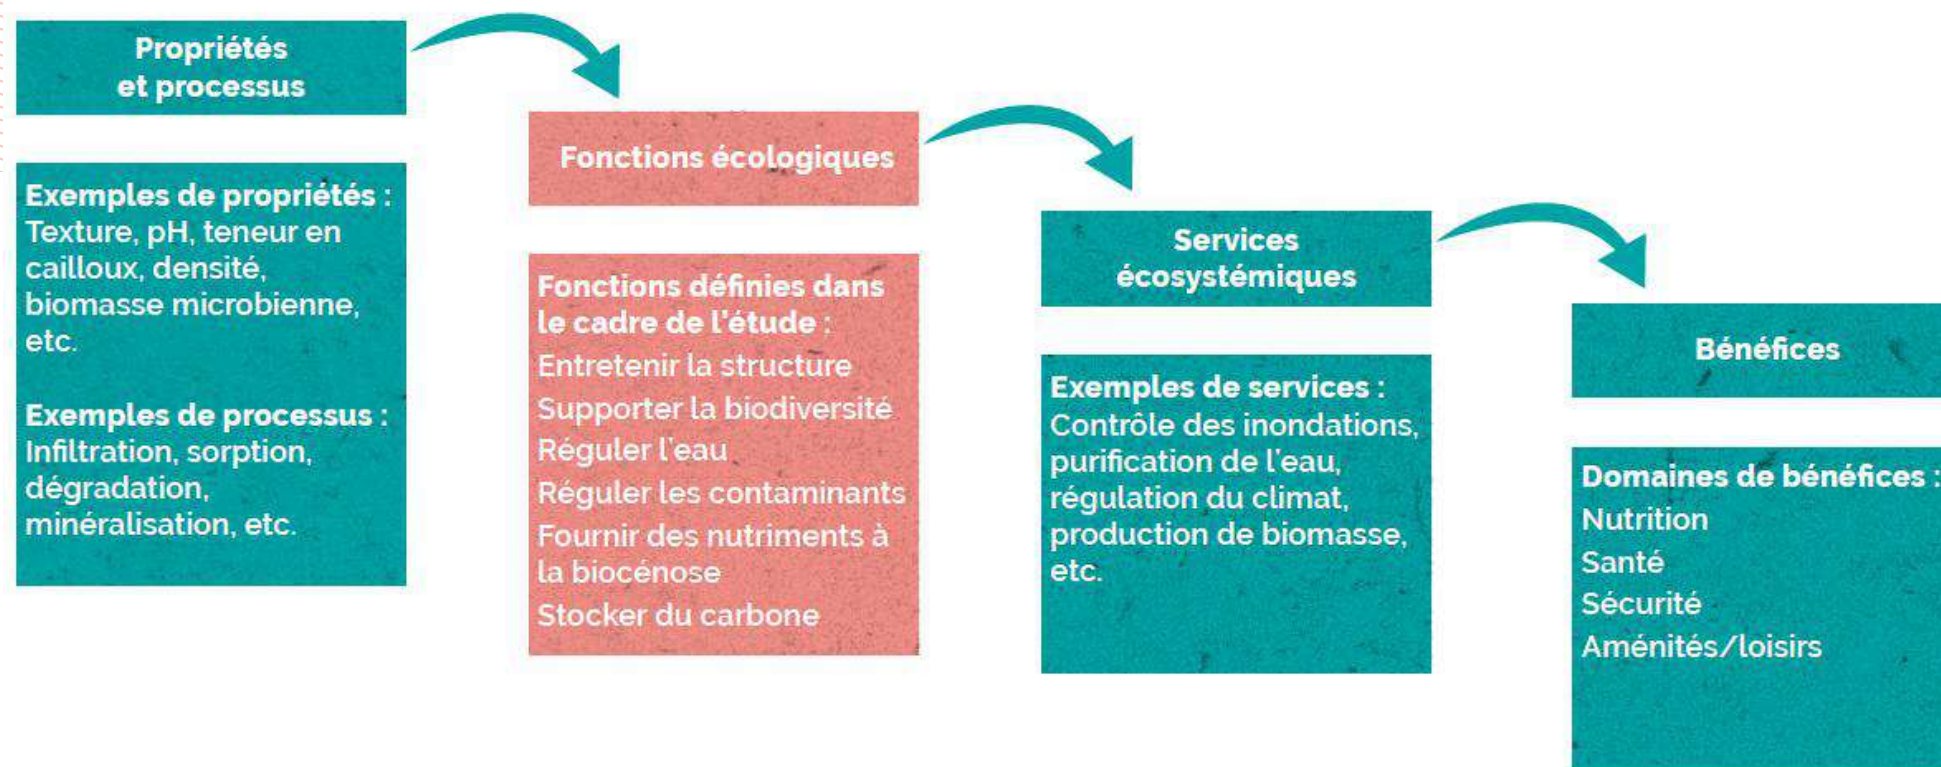 Propriétés
et processus
Exemples de propriétés :
Texture, pH, teneur en
cailloux, densité,
biomasse microbienne,
etc.
Exemples de processus :
Infiltration, sorption,
dégradation,
minéralisation, etc.
Fonctions écologiques
Fonctions définies dans
le cadre de l'étude :
Entretenir la structure
Supporter la biodiversité
Réguler l'eau
Réguler les contaminants
Fournir des nutriments à
la biocénose
Stocker du carbone
Services
écosystémiques
Exemples de services :
Contrôle des inondations,
purification de l'eau,
régulation du climat,
production de biomasse,
etc.
Bénéfices
Domaines de bénéfices :
Nutrition
Santé
Sécurité
Aménités/loisirs